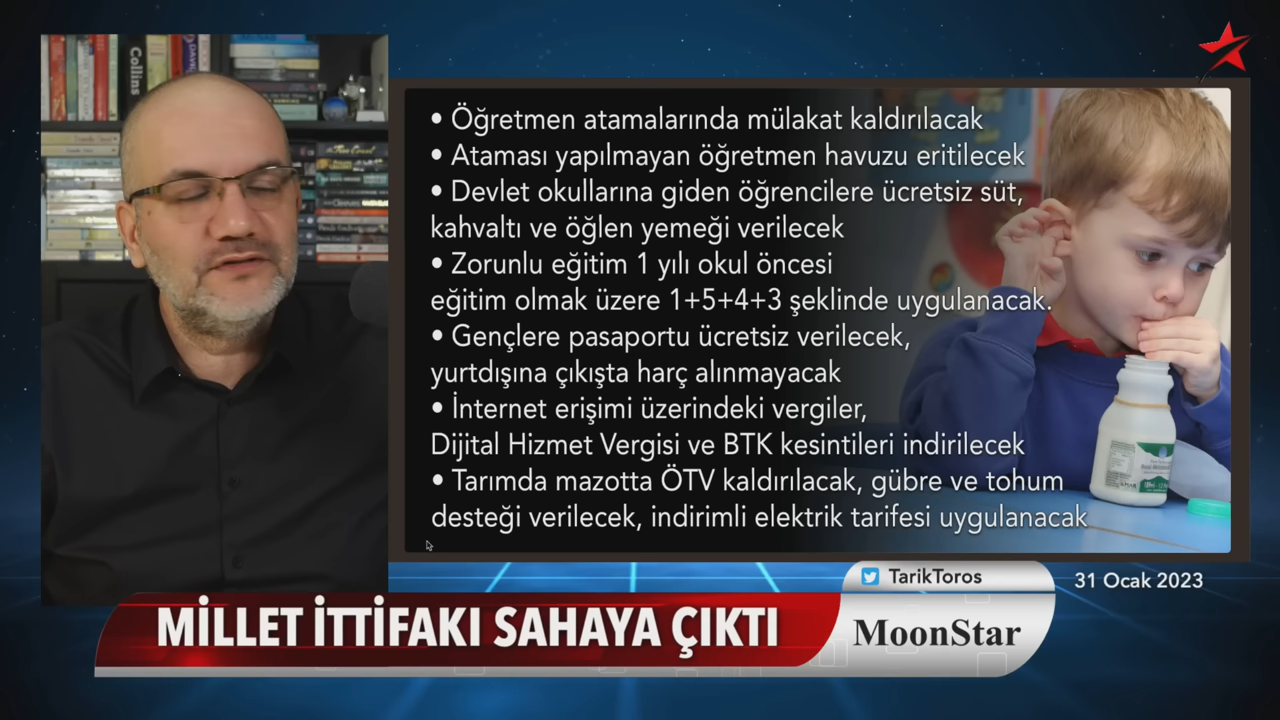 Collins
• Öğretmen atamalarında mülakat kaldırılacak
• Ataması yapılmayan öğretmen havuzu eritilecek
• Devlet okullarına giden öğrencilere ücretsiz süt,
kahvaltı ve öğlen yemeği verilecek
• Zorunlu eğitim 1 yılı okul öncesi
eğitim olmak üzere 1+5+4+3 şeklinde uygulanacak.
• Gençlere pasaportu ücretsiz verilecek,
yurtdışına çıkışta harç alınmayacak
• İnternet erişimi üzerindeki vergiler,
Dijital Hizmet Vergisi ve BTK kesintileri indirilecek
• Tarımda mazotta ÖTV kaldırılacak, gübre ve tohum
desteği verilecek, indirimli elektrik tarifesi uygulanacak
TarikToros
31 Ocak 2023
MİLLET İTTİFAKI SAHAYA ÇIKTI
MoonStar